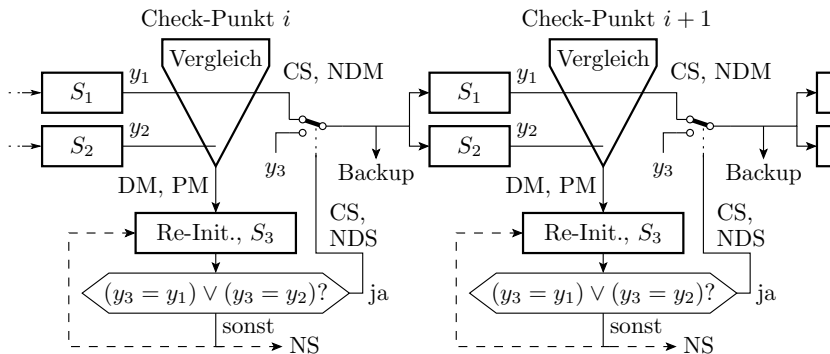 Check-Punkt i
Check-Punkt i + 1
Vergleich
Vergleich
S₁
y₁
CS, NDM
S₁
y₁
CS, NDM
S₂
y₂
S₂
y₂
y₃
Backup
y₃
Backup
DM, PM
DM, PM
CS,
NDS
CS,
NDS
Re-Init., S₃
Re-Init., S₃
(y₃ = y₁) ∨ (y₃ = y₂)?
ja
(y₃ = y₁) ∨ (y₃ = y₂)?
ja
sonst
NS
sonst
NS